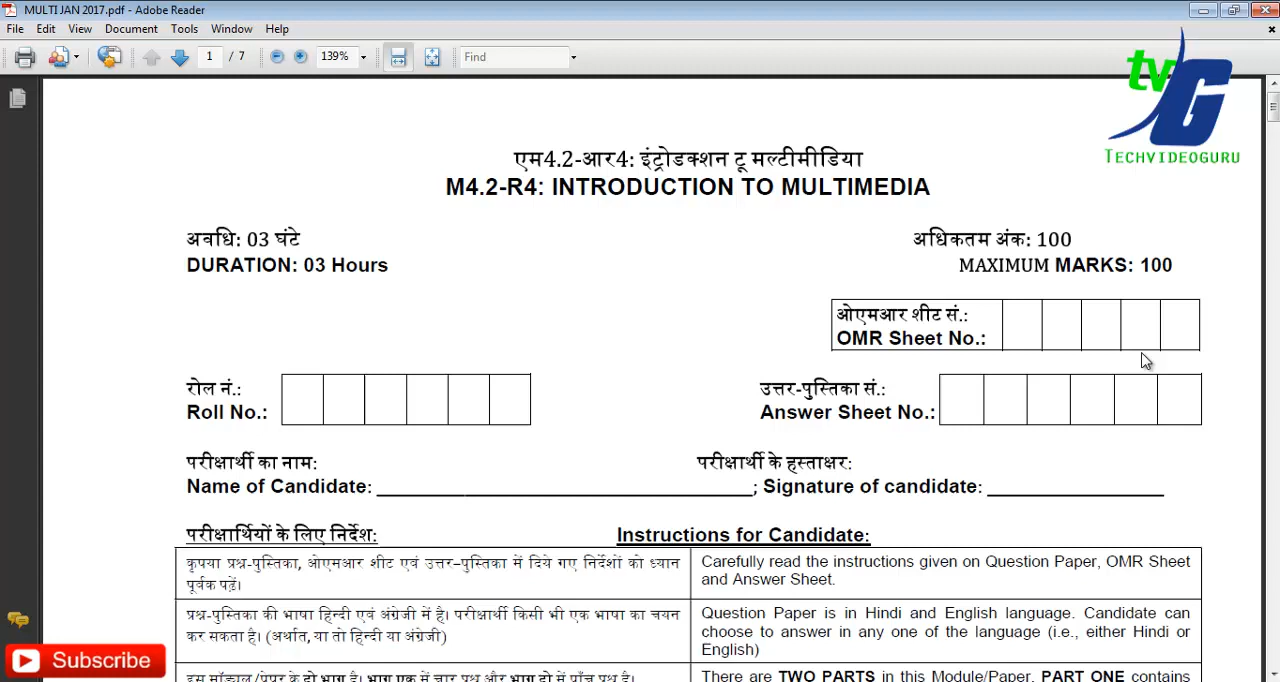 MULTI JAN 2017.pdf - Adobe Reader
File Edit View Document Tools Window Help
1 / 7 139% Find
tv G
TECHVIDEOGURU
एम4.2-आर4: इंट्रोडक्शन टू मल्टीमीडिया
M4.2-R4: INTRODUCTION TO MULTIMEDIA
अवधि: 03 घंटे अधिकतम अंक: 100
DURATION: 03 Hours MAXIMUM MARKS: 100
ओएमआर शीट सं.:
OMR Sheet No.:
रोल नं.: उत्तर-पुस्तिका सं.:
Roll No.: Answer Sheet No.:
परीक्षार्थी का नाम: परीक्षार्थी के हस्ताक्षर:
Name of Candidate: ; Signature of candidate:
परीक्षार्थियों के लिए निर्देश: Instructions for Candidate:
कृपया प्रश्न-पुस्तिका, ओएमआर शीट एवं उत्तर-पुस्तिका में दिये गए निर्देशों को ध्यान
पूर्वक पढ़ें।
Carefully read the instructions given on Question Paper, OMR Sheet
and Answer Sheet.
प्रश्न-पुस्तिका की भाषा हिन्दी एवं अंग्रेजी में है। परीक्षार्थी किसी भी एक भाषा का चयन
कर सकता है। (अर्थात, या तो हिन्दी या अंग्रेजी)
Question Paper is in Hindi and English language. Candidate can
choose to answer in any one of the language (i.e., either Hindi or
English)
इस मॉड्यूल/पेपर के दो भाग है। भाग एक में चार प्रश्न और भाग दो में पाँच प्रश्न है।
There are TWO PARTS in this Module/Paper. PART ONE contains
Subscribe